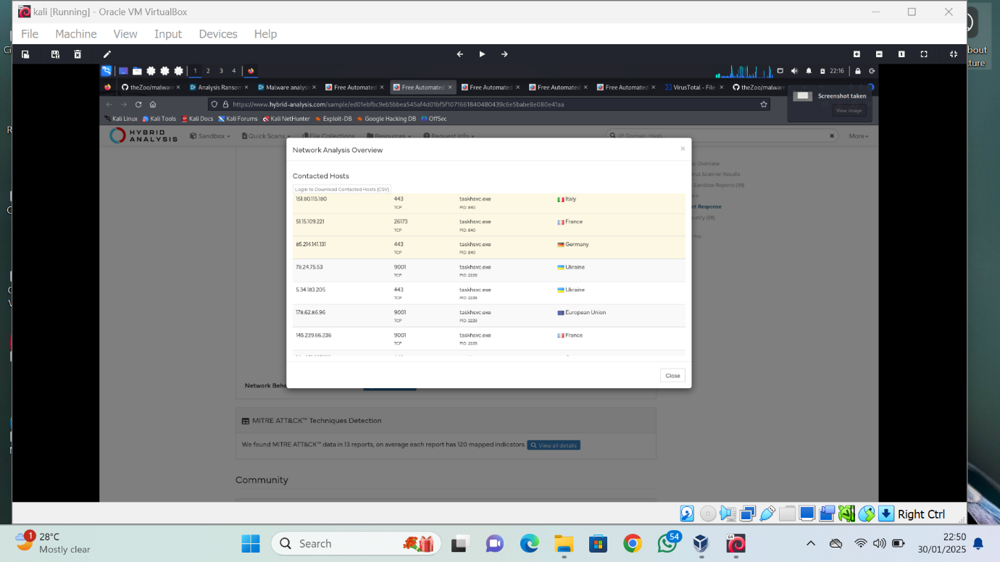 kali [Running] - Oracle VM VirtualBox
File Machine View Input Devices Help
1 2 3 4 22:16
theZoo/malware Analysis Ransom Malware analysi Free Automated Free Automated Free Automated Free Automated Free Automated VirusTotal - File theZoo/malware
Screenshot taken
View image
https://www.hybrid-analysis.com/sample/ed01ebfbc9eb5bbea545af4d01bf5f1071661840480439c6e5babe8e080e41aa
Kali Linux Kali Tools Kali Docs Kali Forums Kali NetHunter Exploit-DB Google Hacking DB OffSec
HYBRID ANALYSIS Sandbox Quick Scans File Collections Resources Request Info IP, Domain, Hash More
Network Analysis Overview ×
Contacted Hosts
Login to Download Contacted Hosts (CSV)
151.80.115.180 443 taskhsvc.exe Italy
TCP PID: 840
51.15.109.221 26173 taskhsvc.exe France
TCP PID: 840
85.214.141.131 443 taskhsvc.exe Germany
TCP PID: 840
78.24.75.53 9001 taskhsvc.exe Ukraine
TCP PID: 2228
5.34.183.205 443 taskhsvc.exe Ukraine
TCP PID: 2228
178.62.86.96 9001 taskhsvc.exe European Union
TCP PID: 2228
145.239.66.236 9001 taskhsvc.exe France
TCP PID: 2228
Close
Overview
Scanner Results
Sandbox Reports (49)
Response
(98)
top
Network Beha
MITRE ATT&CK™ Techniques Detection
We found MITRE ATT&CK™ data in 13 reports, on average each report has 120 mapped indicators. View all details
Community
Right Ctrl
1
28°C
Mostly clear
Search
54
22:50
30/01/2025